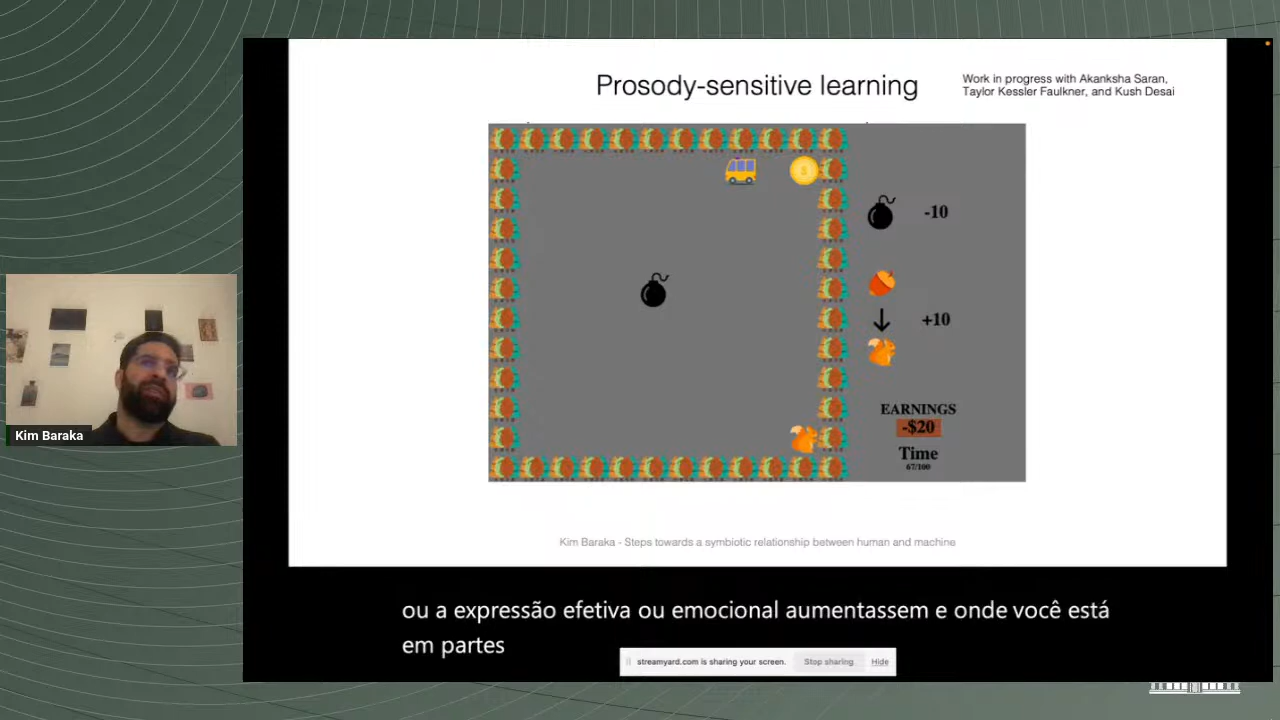 Prosody-sensitive learning
Work in progress with Akanksha Saran,
Taylor Kessler Faulkner, and Kush Desai
-10
+10
EARNINGS
-$20
Time
67/100
Kim Baraka
Kim Baraka - Steps towards a symbiotic relationship between human and machine
ou a expressão efetiva ou emocional aumentassem e onde você está
em partes
streamyard.com is sharing your screen.
Stop sharing
Hide